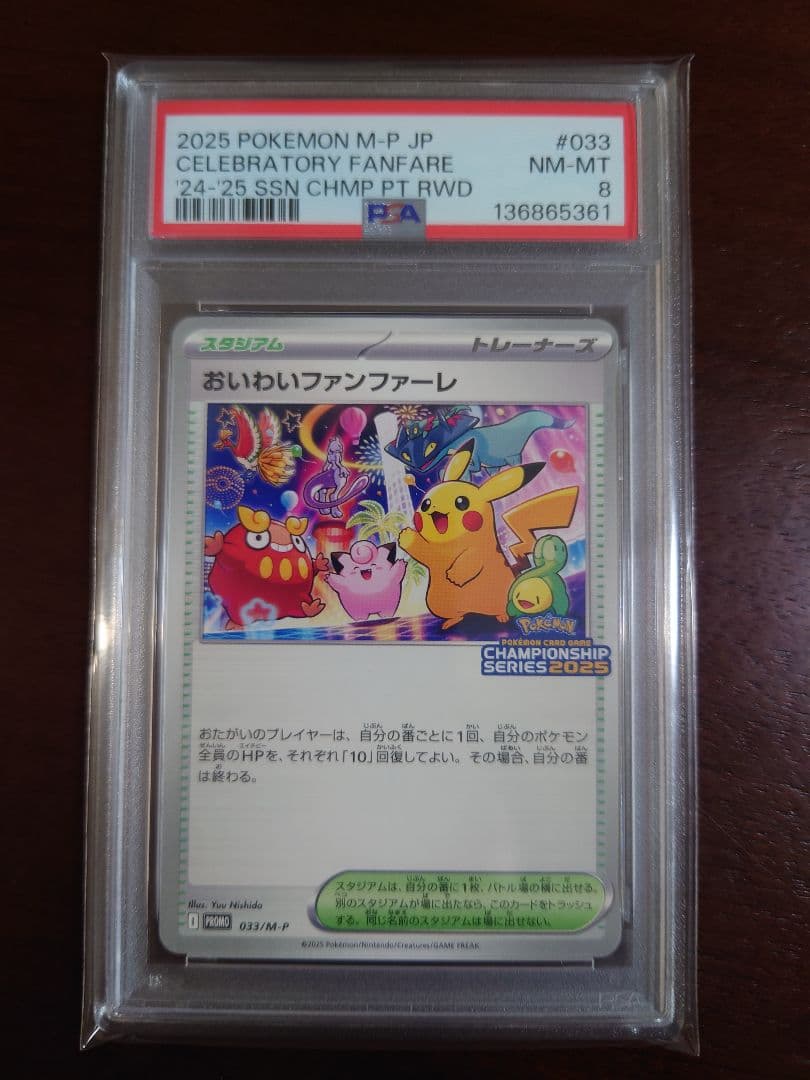 2025 POKEMON M-P JP #033
CELEBRATORY FANFARE NM-MT
'24-'25 SSN CHMP PT RWD 8
PSA 136865361
スタジアム トレーナーズ
おいわいファンファーレ
Pokémon
POKÉMON CARD GAME
CHAMPIONSHIP
SERIES 2025
おたがいのプレイヤーは、自分の番ごとに1回、自分のポケモン
全員のHPを、それぞれ「10」回復してよい。その場合、自分の番
は終わる。
スタジアムは、自分の番に1枚、バトル場の横に出せる。
別のスタジアムが場に出たなら、このカードをトラッシュ
する。同じ名前のスタジアムは場に出せない。
Illus. Yuu Nishida
I PROMO 033/M-P
©2025 Pokémon/Nintendo/Creatures/GAME FREAK